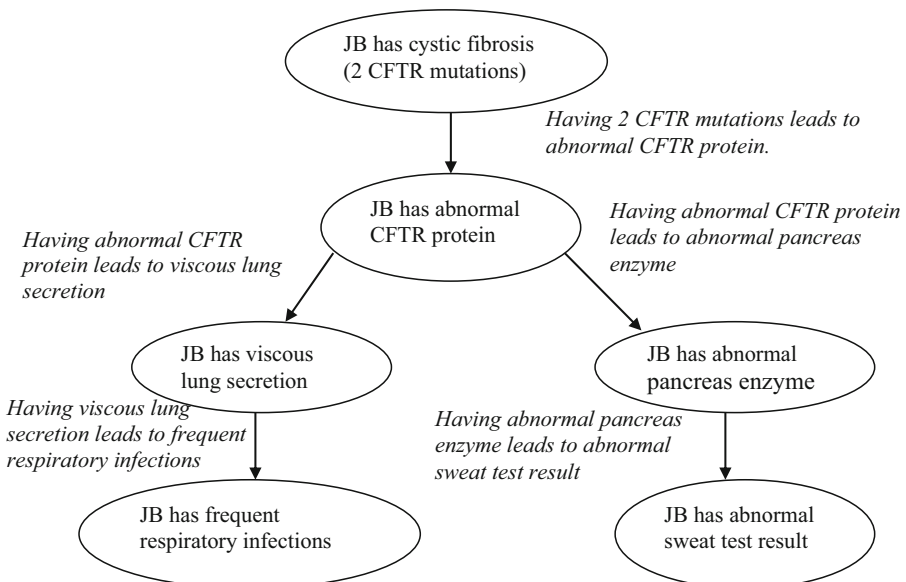 JB has cystic fibrosis
(2 CFTR mutations)
Having 2 CFTR mutations leads to
abnormal CFTR protein.
JB has abnormal
CFTR protein
Having abnormal CFTR protein
leads to abnormal pancreas
enzyme
Having abnormal CFTR
protein leads to viscous lung
secretion
JB has viscous
lung secretion
JB has abnormal
pancreas enzyme
Having viscous lung
secretion leads to frequent
respiratory infections
Having abnormal pancreas
enzyme leads to abnormal
sweat test result
JB has frequent
respiratory infections
JB has abnormal
sweat test result